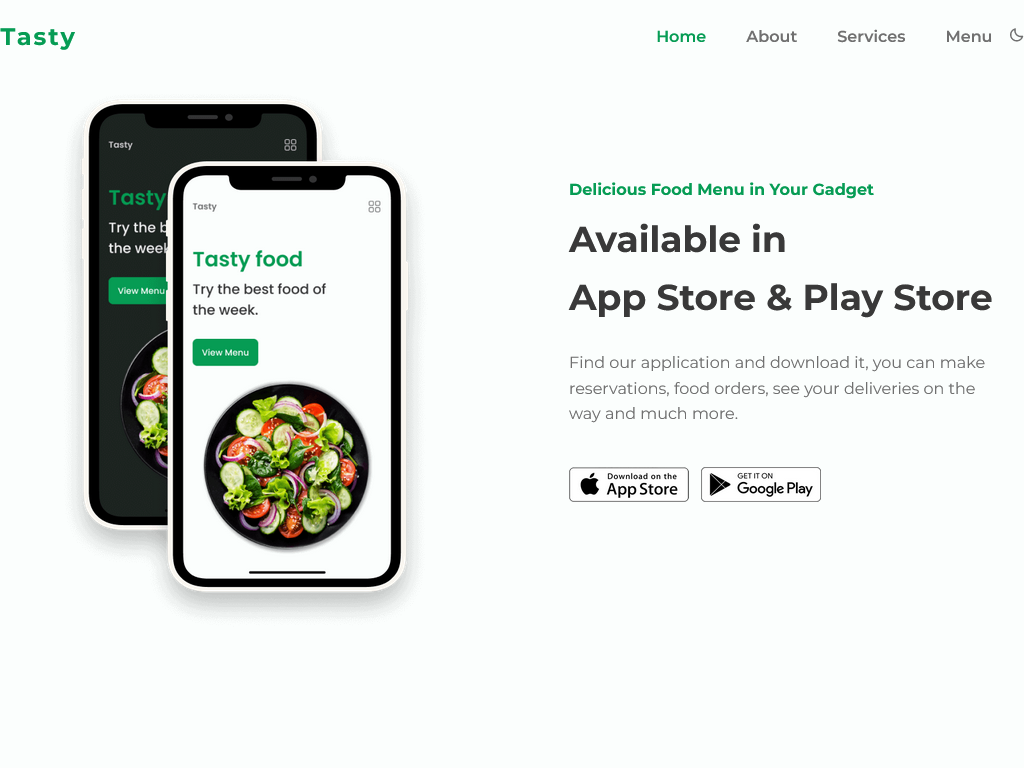 Tasty
Home
About
Services
Menu
Tasty
Tasty
Try the b
the week
View Menu
Tasty
Tasty food
Try the best food of
the week.
View Menu
Delicious Food Menu in Your Gadget
Available in
App Store & Play Store
Find our application and download it, you can make
reservations, food orders, see your deliveries on the
way and much more.
Download on the
App Store
GET IT ON
Google Play